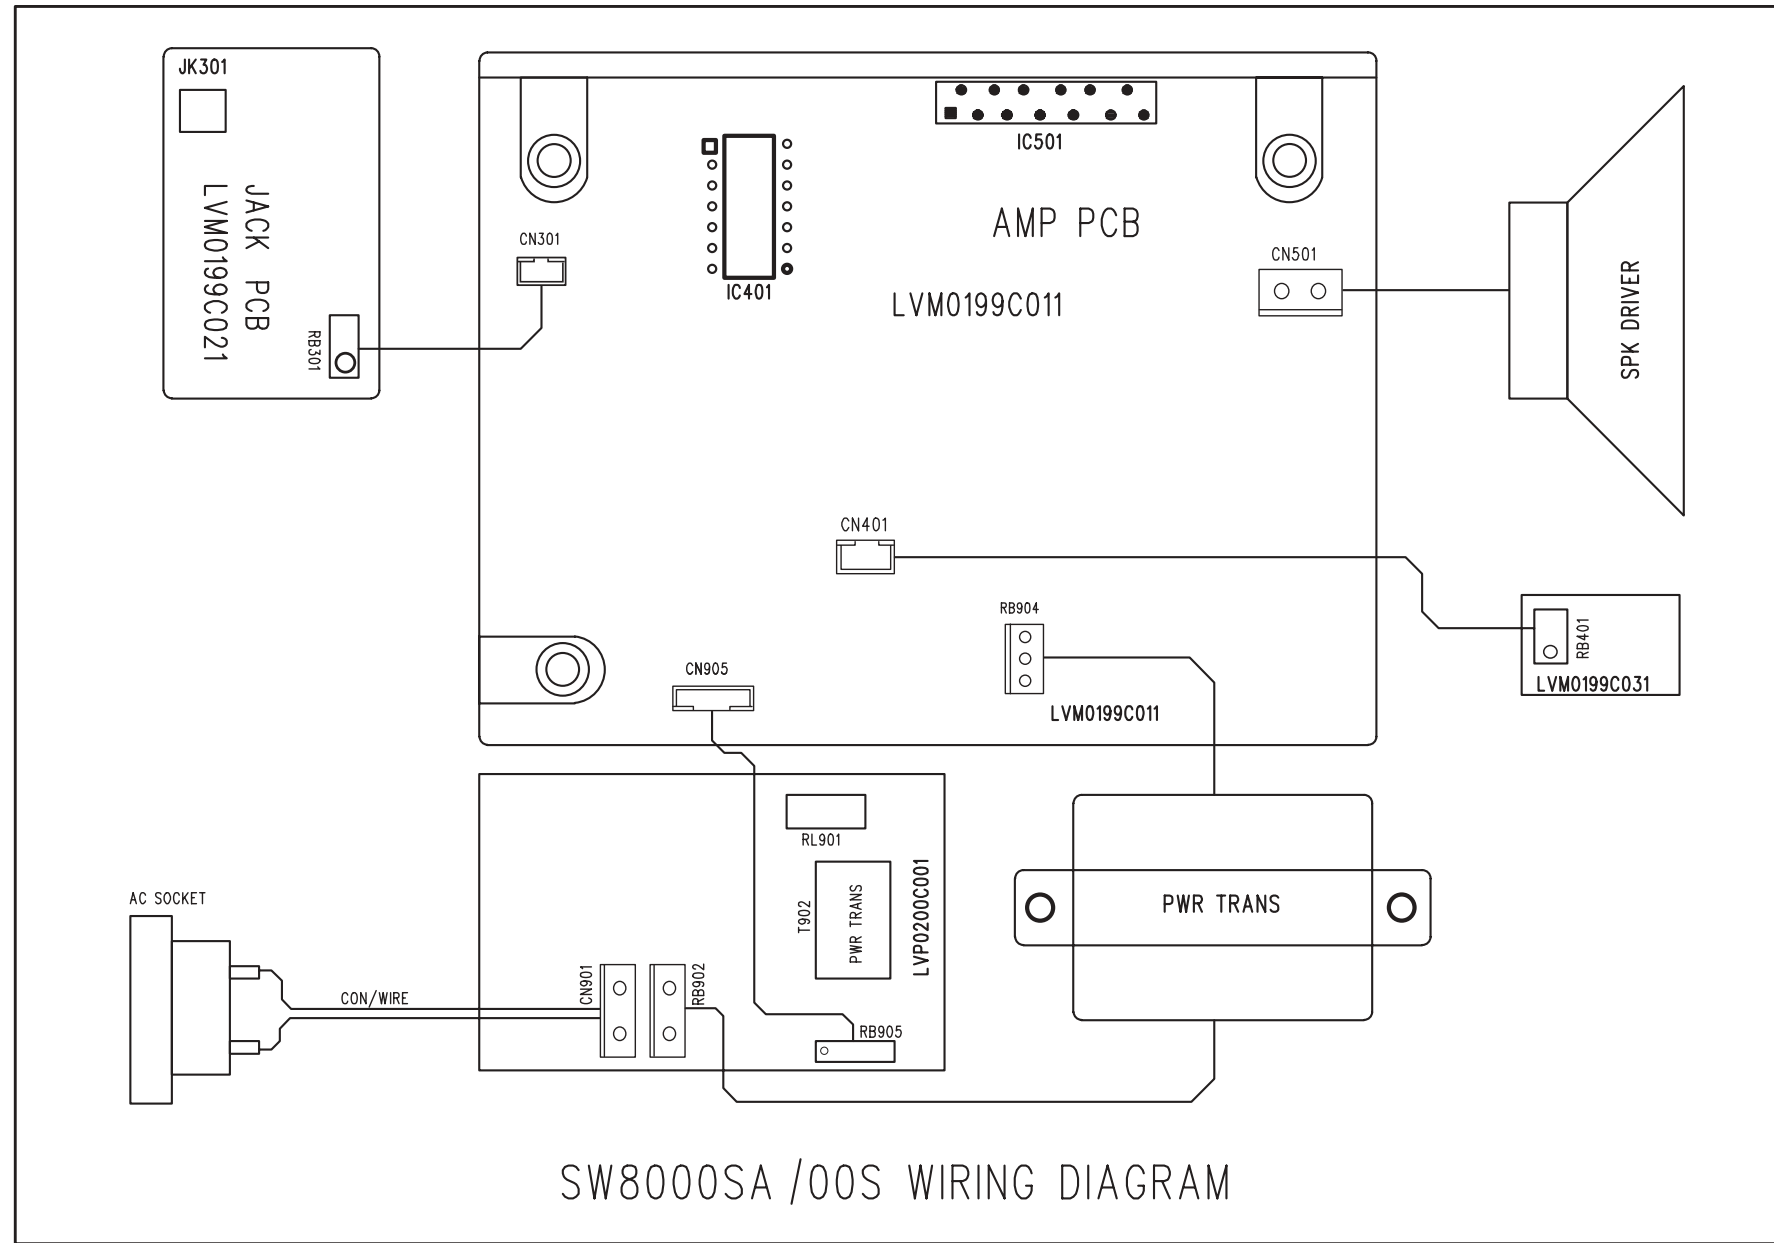 JK301
JACK PCB
LVM0199C021
RB301
CN301
IC401
IC501
AMP PCB
LVM0199C011
CN501
SPK DRIVER
CN401
RB904
LVM0199C011
CN905
RB401
LVM0199C031
RL901
T902
PWR TRANS
LVP0200C001
PWR TRANS
AC SOCKET
CON/WIRE
CN901
RB902
RB905
SW8000SA /00S WIRING DIAGRAM